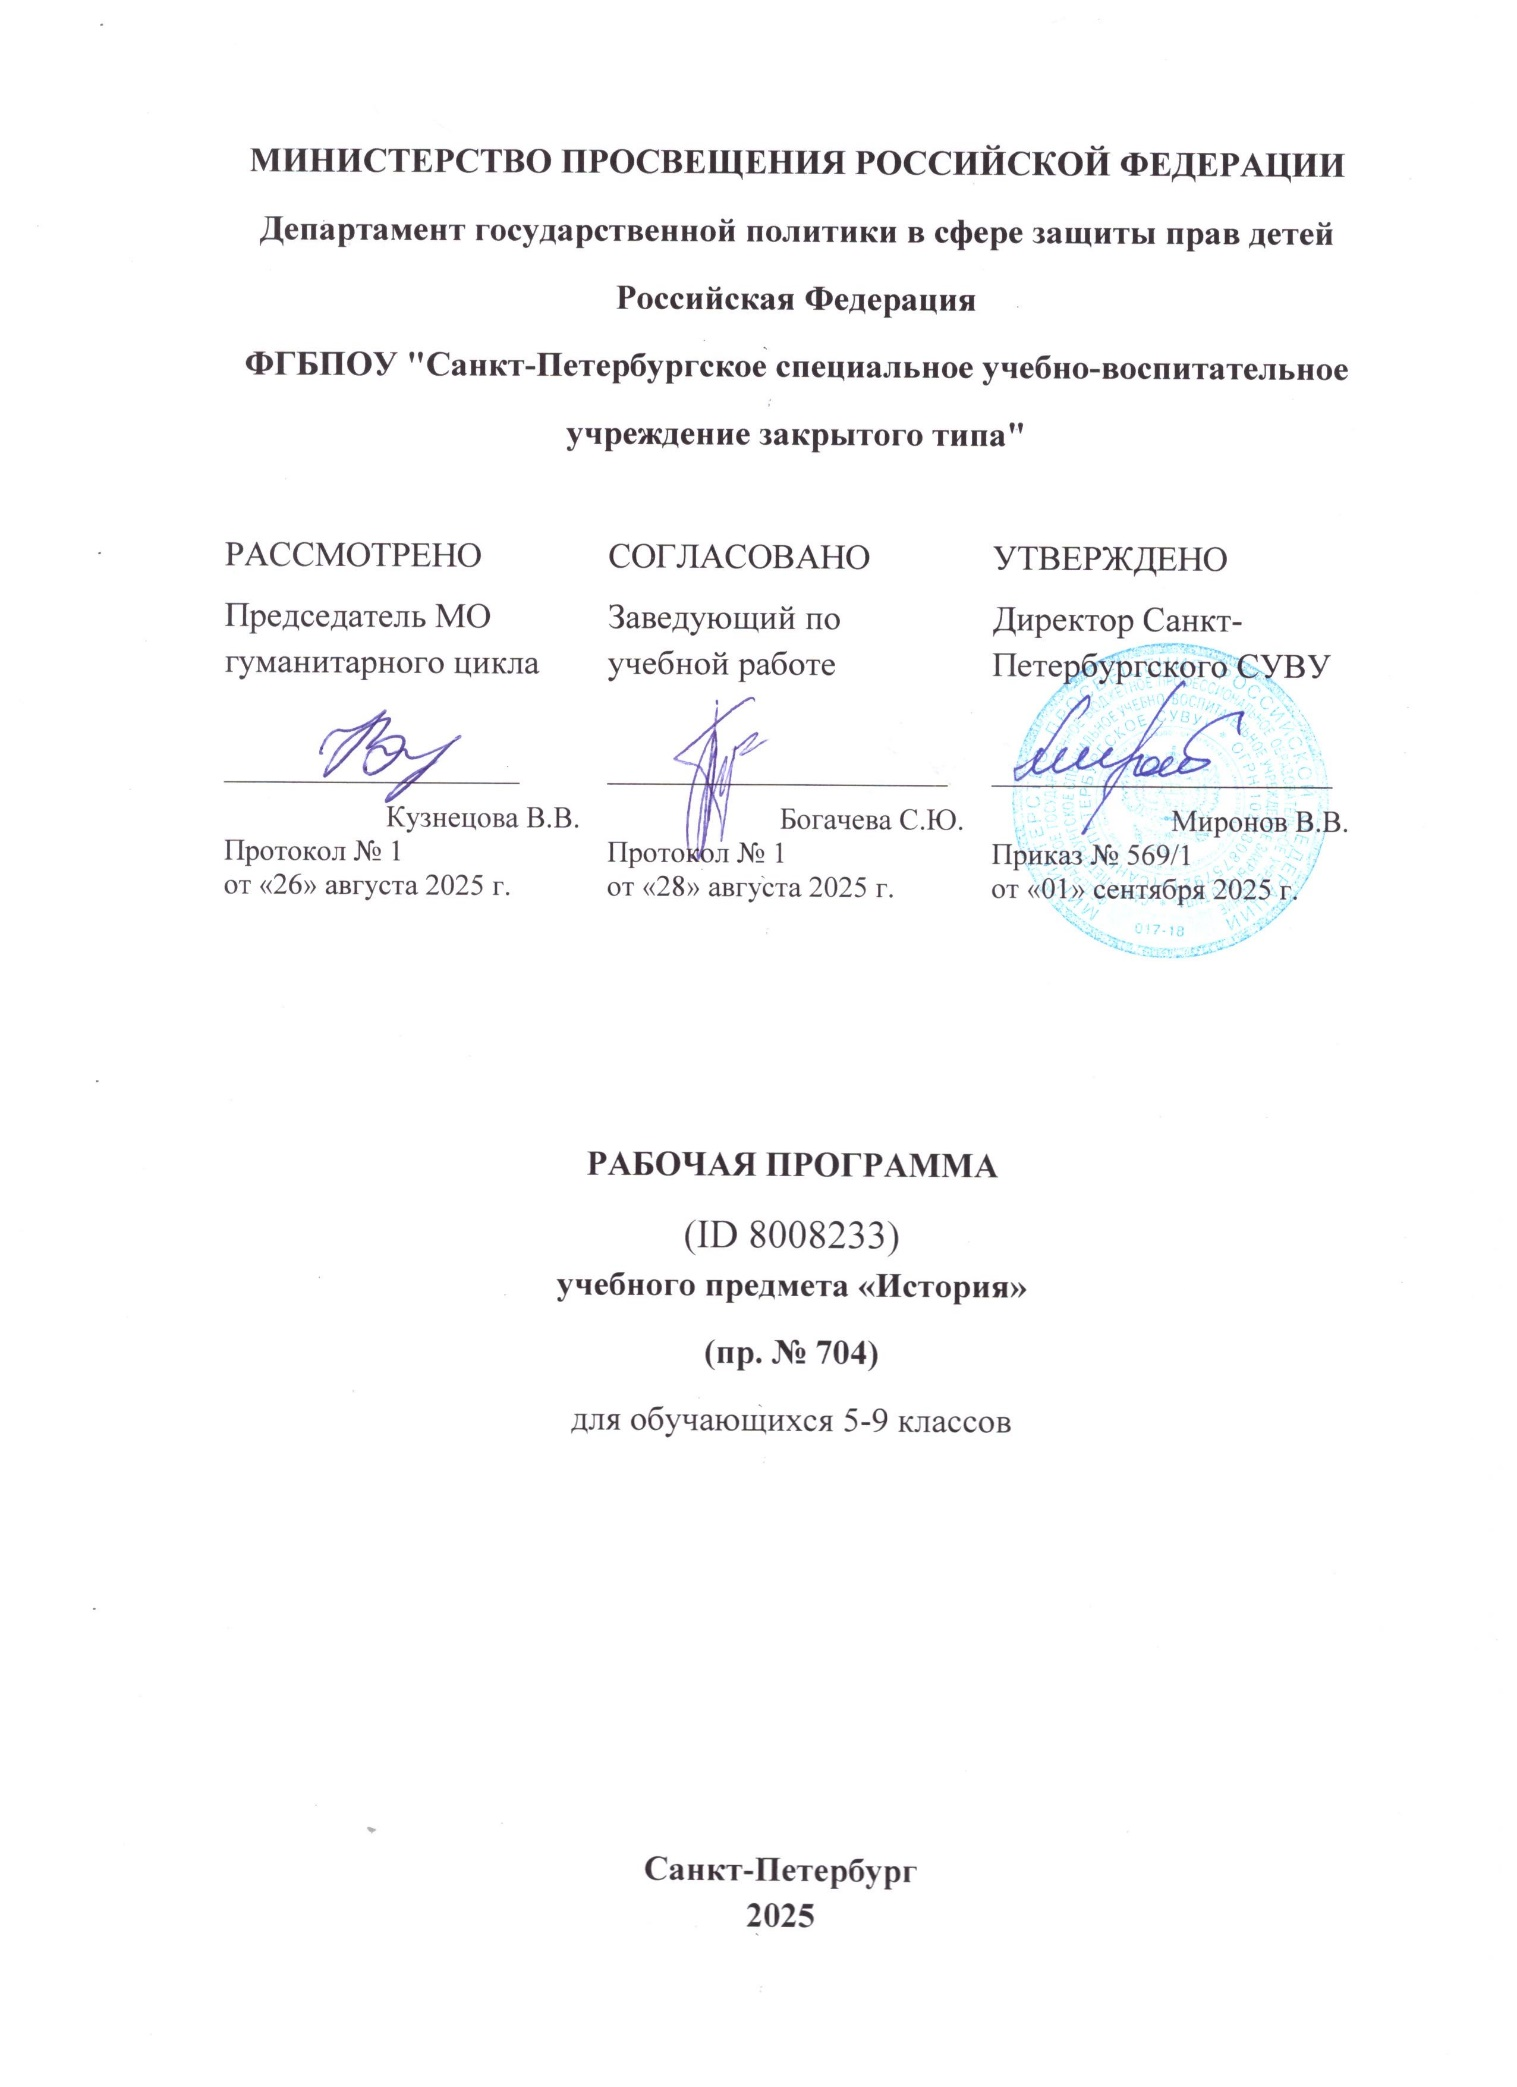 МИНИСТЕРСТВО ПРОСВЕЩЕНИЯ РОССИЙСКОЙ ФЕДЕРАЦИИ
Департамент государственной политики в сфере защиты прав детей
Российская Федерация
ФГБПОУ "Санкт-Петербургское специальное учебно-воспитательное
учреждение закрытого типа"
РАССМОТРЕНО
Председатель МО
гуманитарного цикла
Кузнецова В.В.
Протокол № 1
от «26» августа 2025 г.
СОГЛАСОВАНО
Заведующий по
учебной работе
Богачева С.Ю.
Протокол № 1
от «28» августа 2025 г.
УТВЕРЖДЕНО
Директор Санкт-
Петербургского СУВУ
Миронов В.В.
Приказ № 569/1
от «01» сентября 2025 г.
017-18
РАБОЧАЯ ПРОГРАММА
(ID 8008233)
учебного предмета «История»
(пр. № 704)
для обучающихся 5-9 классов
Санкт-Петербург
2025